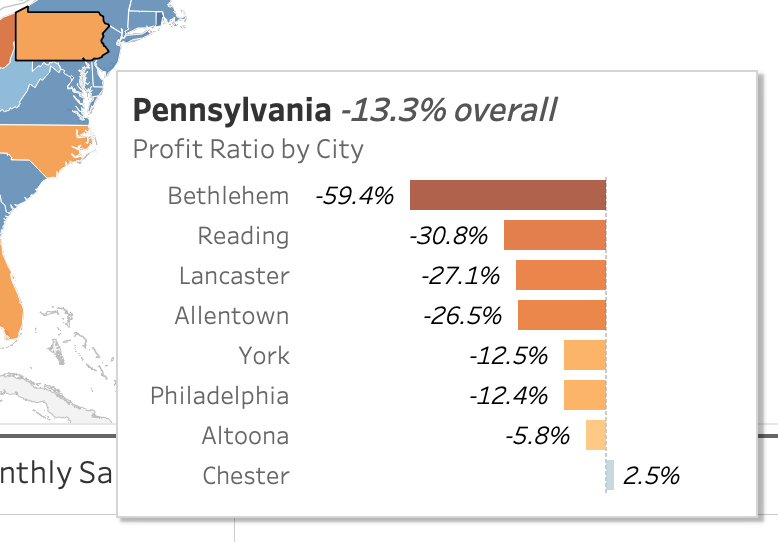 Pennsylvania -13.3% overall
Profit Ratio by City
Bethlehem -59.4%
Reading -30.8%
Lancaster -27.1%
Allentown -26.5%
York -12.5%
Philadelphia -12.4%
Altoona -5.8%
Chester 2.5%
nthly Sa